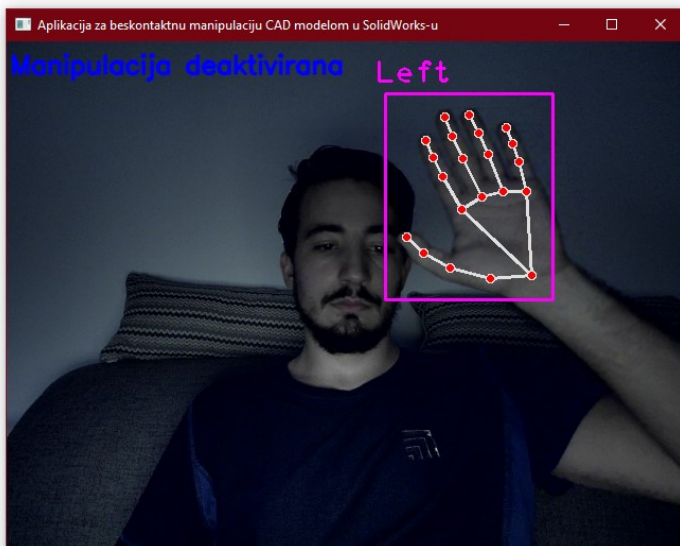 Aplikacija za beskontaktnu manipulaciju CAD modelom u SolidWorks-u
Manipulacija deaktivirana
Left